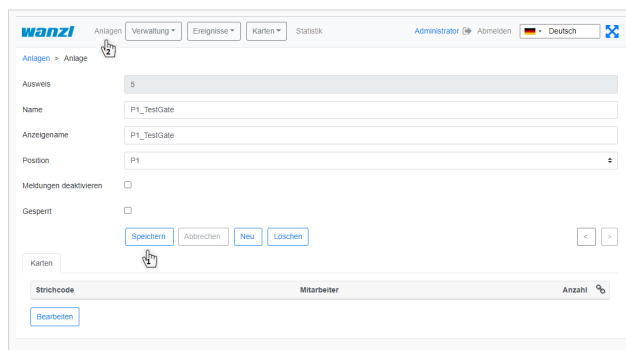 wanzl Anlagen Verwaltung Ereignisse Karten Statistik Administrator Abmelden Deutsch
2
Anlagen > Anlage
Ausweis 5
Name P1_TestGate
Anzeigename P1_TestGate
Position P1
Meldungen deaktivieren
Gesperrt
Speichern Abbrechen Neu Löschen < >
1
Karten
Strichcode Mitarbeiter Anzahl
Bearbeiten